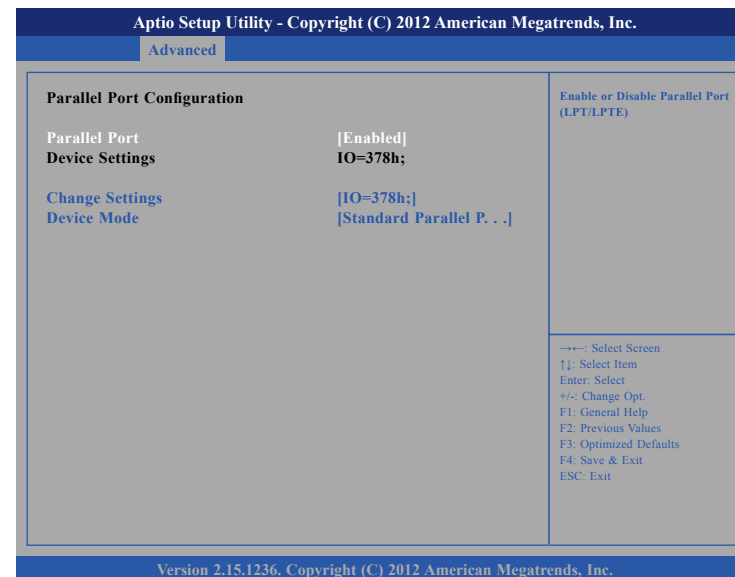 Aptio Setup Utility - Copyright (C) 2012 American Megatrends, Inc.
Advanced
Parallel Port Configuration
Parallel Port [Enabled]
Device Settings IO=378h;
Change Settings [IO=378h;]
Device Mode [Standard Parallel P. . .]
Enable or Disable Parallel Port
(LPT/LPTE)
→←: Select Screen
↑↓: Select Item
Enter: Select
+/-: Change Opt.
F1: General Help
F2: Previous Values
F3: Optimized Defaults
F4: Save & Exit
ESC: Exit
Version 2.15.1236. Copyright (C) 2012 American Megatrends, Inc.